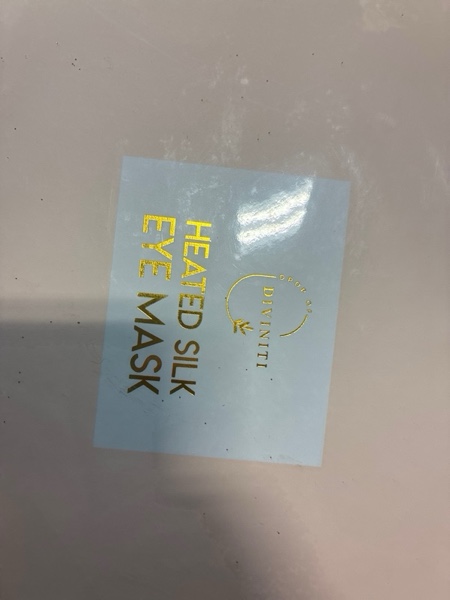 DIVINITI
HEATED SILK
EYE MASK